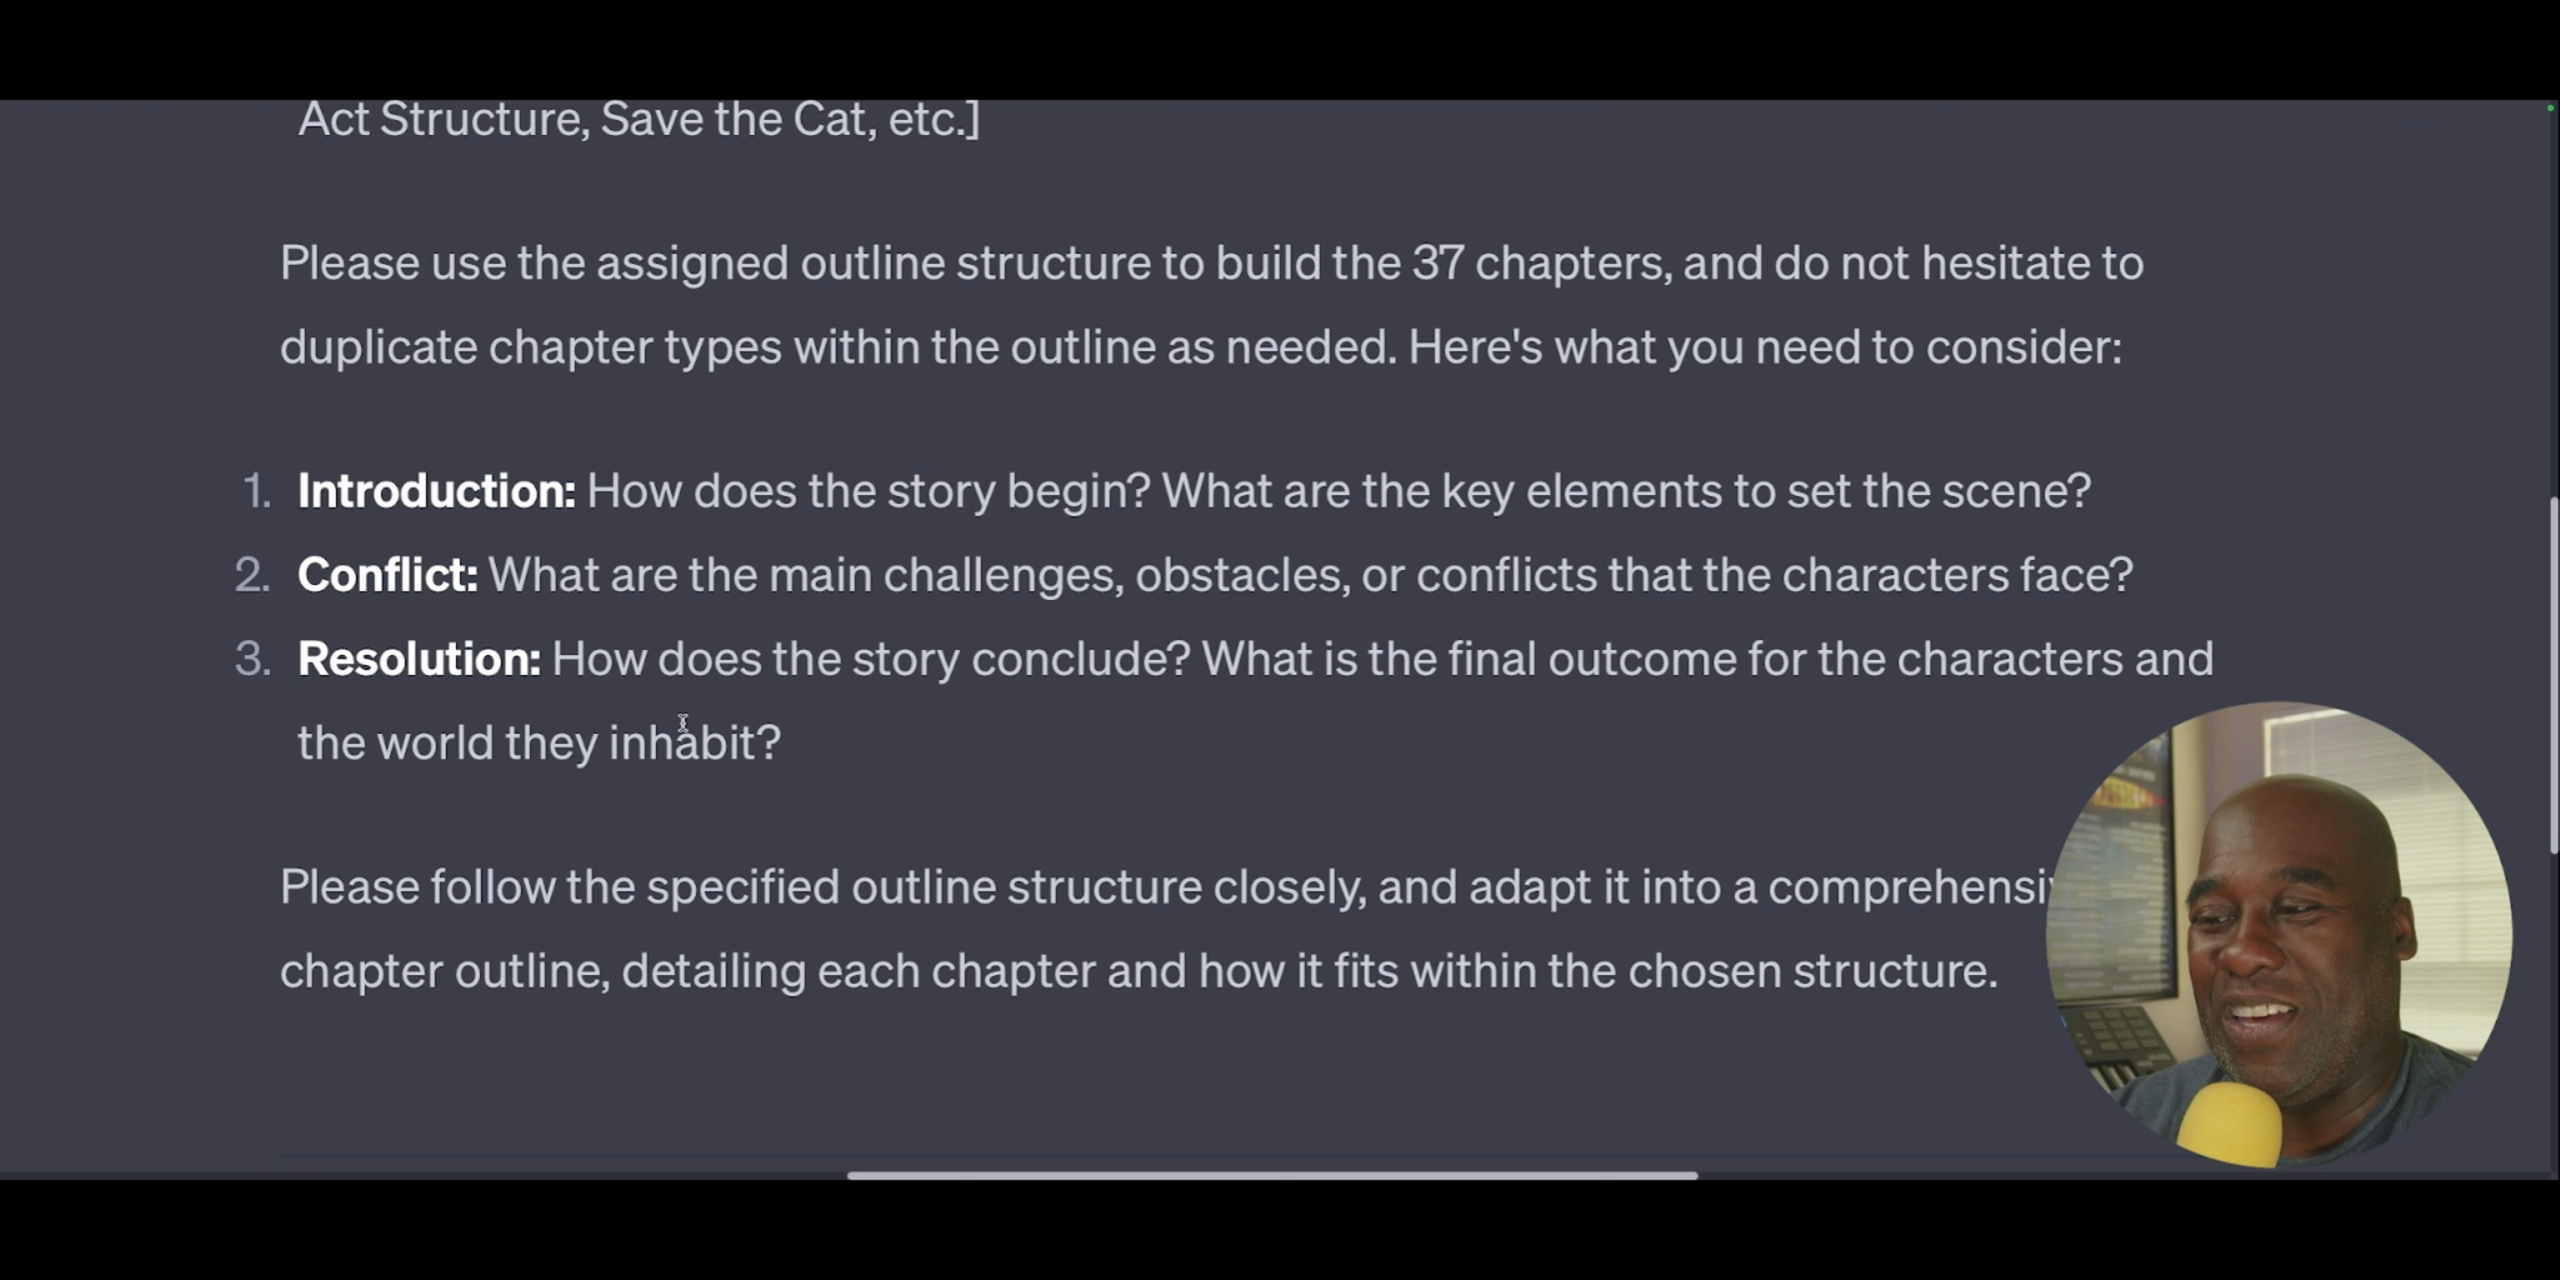 Act Structure, Save the Cat, etc.]
Please use the assigned outline structure to build the 37 chapters, and do not hesitate to
duplicate chapter types within the outline as needed. Here's what you need to consider:
1. Introduction: How does the story begin? What are the key elements to set the scene?
2. Conflict: What are the main challenges, obstacles, or conflicts that the characters face?
3. Resolution: How does the story conclude? What is the final outcome for the characters and
the world they inhabit?
Please follow the specified outline structure closely, and adapt it into a
chapter outline, detailing each chapter and how it fits within the chosen structure.